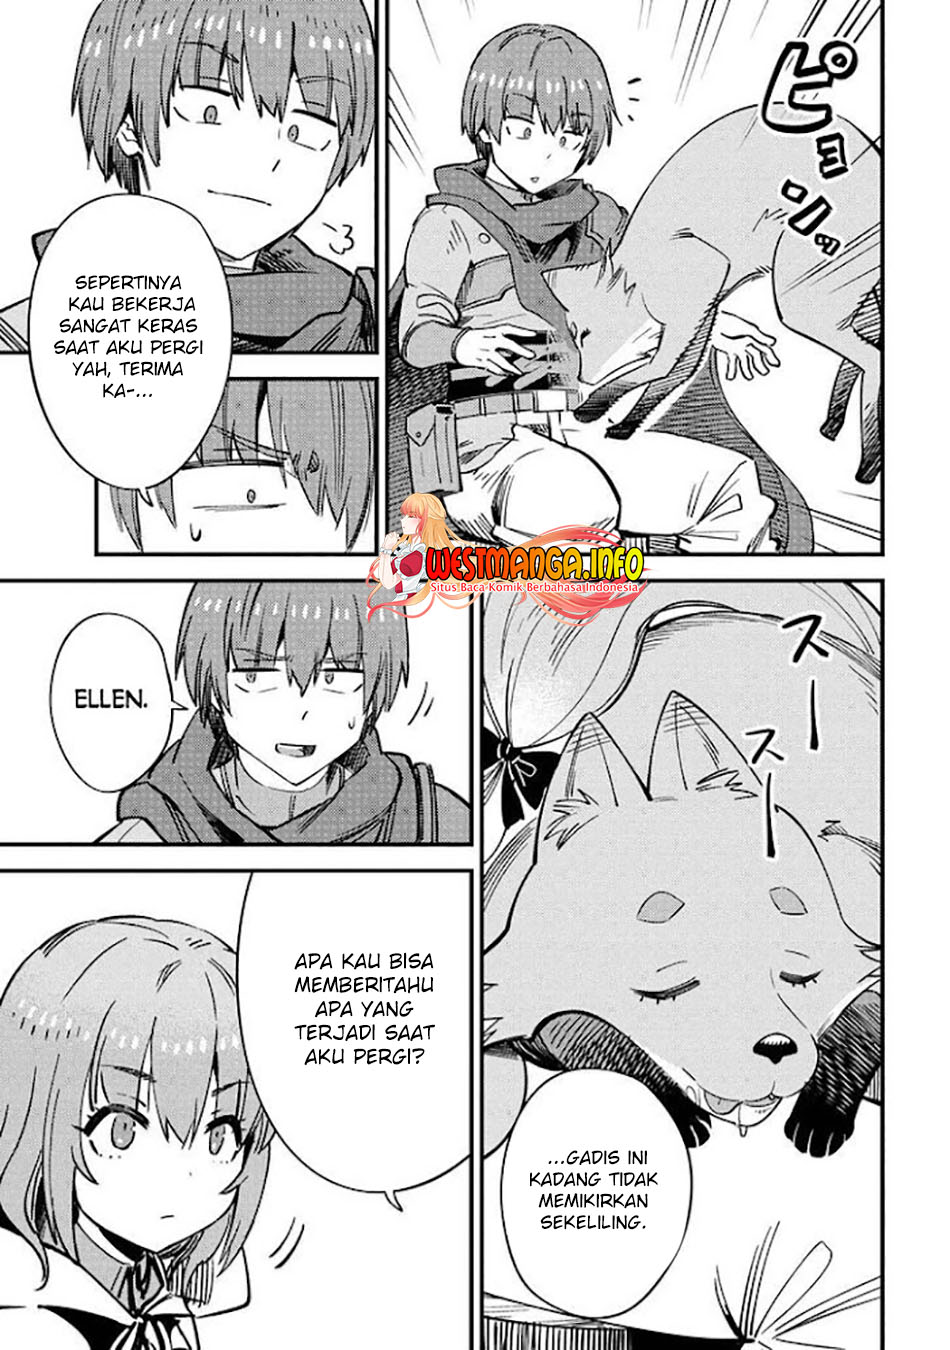 ピョンッ
SEPERTINYA
KAU BEKERJA
SANGAT KERAS
SAAT AKU PERGI
YAH, TERIMA
KA-...
WESTMANGA.INFO
Situs Baca Komik Berbahasa Indonesia
スー
スー
...GADIS INI
KADANG TIDAK
MEMIKIRKAN
SEKELILING.
ELLEN.
APA KAU BISA
MEMBERITAHU
APA YANG
TERJADI SAAT
AKU PERGI?